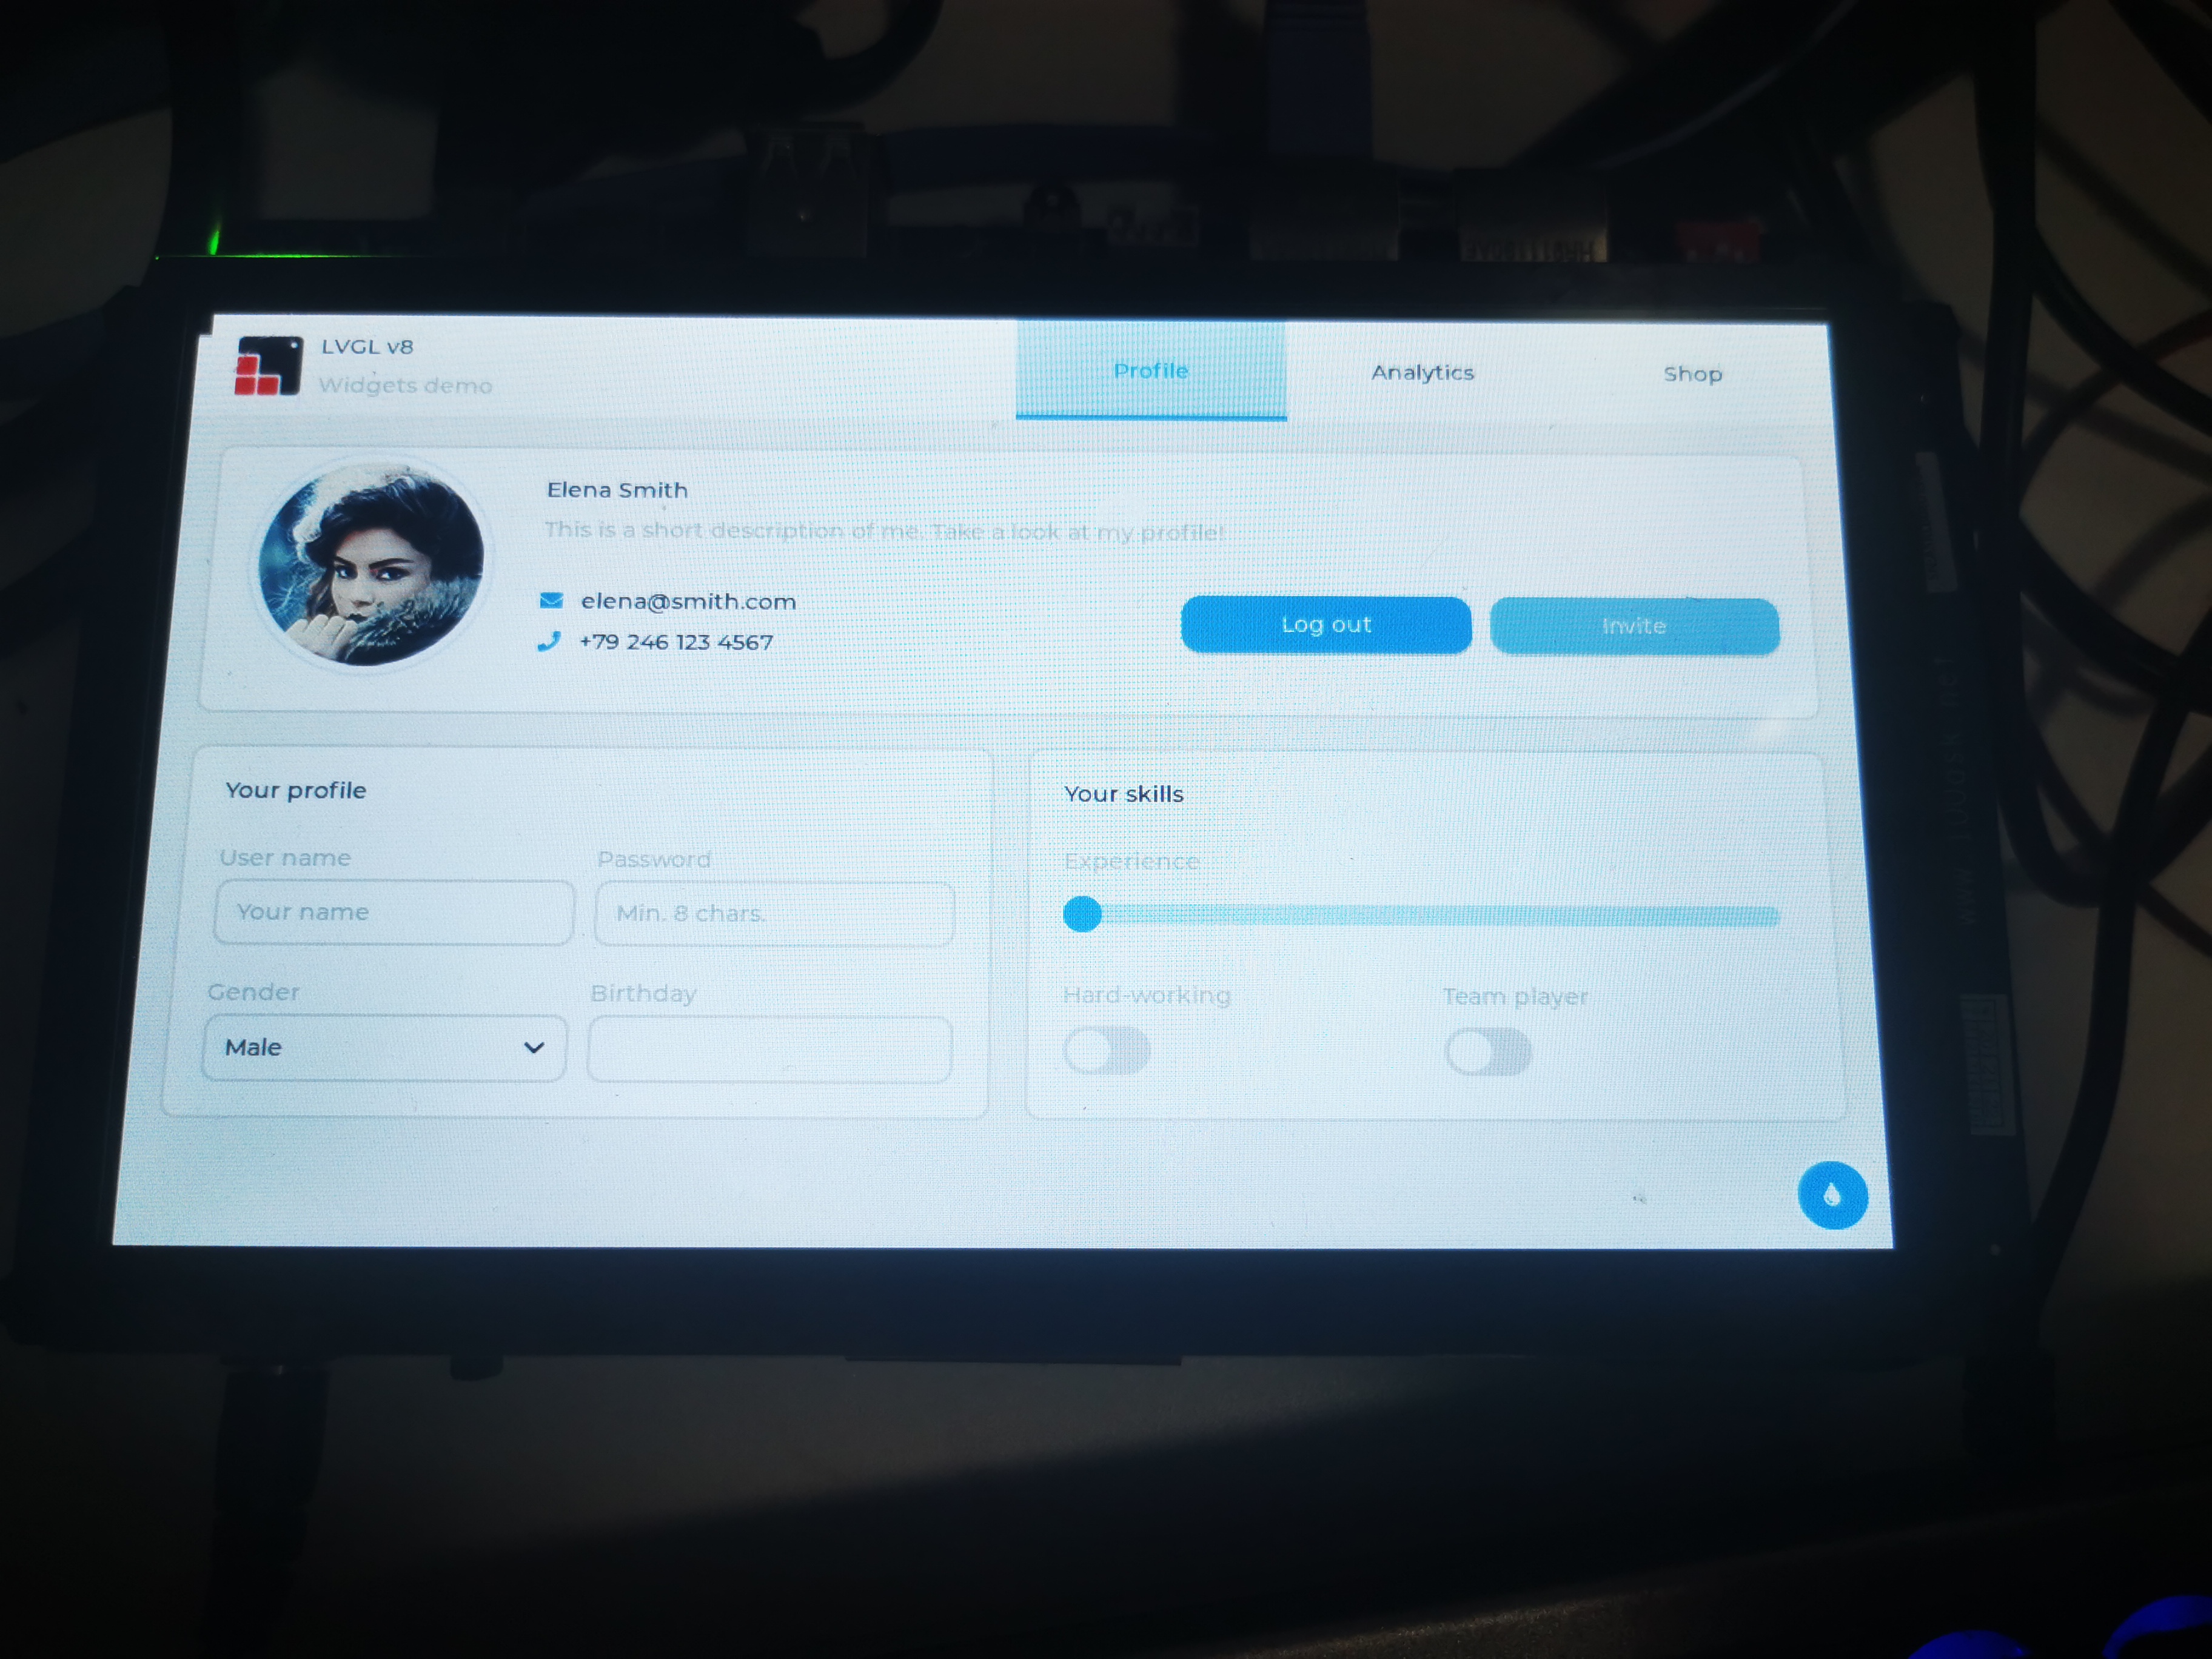 LVGL v8
Widgets demo
Profile
Analytics
Shop
Elena Smith
This is a short description of me. Take a look at my profile!
elena@smith.com
+79 246 123 4567
Log out
Invite
Your profile
User name
Password
Your name
Min. 8 chars.
Gender
Birthday
Male
Your skills
Experience
Hard-working
Team player